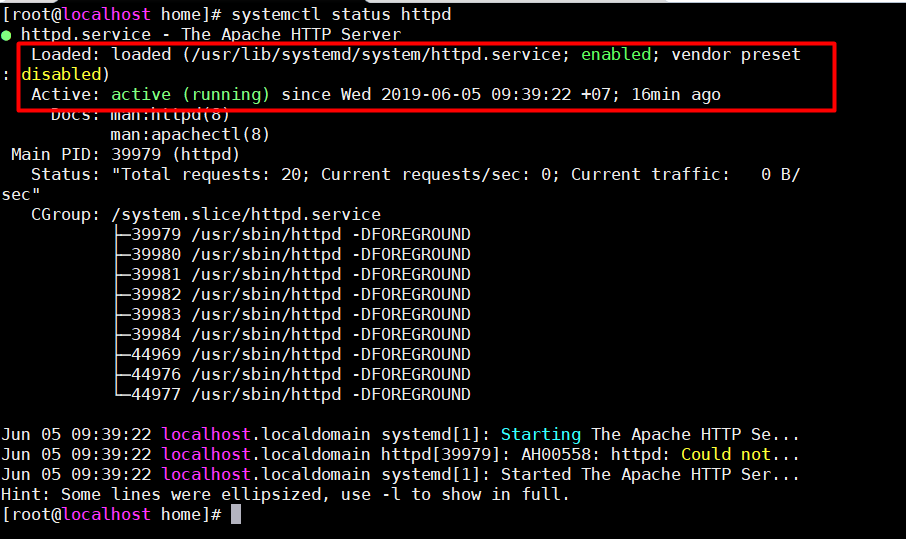 [root@localhost home]# systemctl status httpd
● httpd.service - The Apache HTTP Server
   Loaded: loaded (/usr/lib/systemd/system/httpd.service; enabled; vendor preset
: disabled)
   Active: active (running) since Wed 2019-06-05 09:39:22 +07; 16min ago
     Docs: man:httpd(8)
           man:apachectl(8)
 Main PID: 39979 (httpd)
   Status: "Total requests: 20; Current requests/sec: 0; Current traffic:   0 B/
sec"
   CGroup: /system.slice/httpd.service
           ├─39979 /usr/sbin/httpd -DFOREGROUND
           ├─39980 /usr/sbin/httpd -DFOREGROUND
           ├─39981 /usr/sbin/httpd -DFOREGROUND
           ├─39982 /usr/sbin/httpd -DFOREGROUND
           ├─39983 /usr/sbin/httpd -DFOREGROUND
           ├─39984 /usr/sbin/httpd -DFOREGROUND
           ├─44969 /usr/sbin/httpd -DFOREGROUND
           ├─44976 /usr/sbin/httpd -DFOREGROUND
           └─44977 /usr/sbin/httpd -DFOREGROUND

Jun 05 09:39:22 localhost.localdomain systemd[1]: Starting The Apache HTTP Se...
Jun 05 09:39:22 localhost.localdomain httpd[39979]: AH00558: httpd: Could not...
Jun 05 09:39:22 localhost.localdomain systemd[1]: Started The Apache HTTP Ser...
Hint: Some lines were ellipsized, use -l to show in full.
[root@localhost home]#